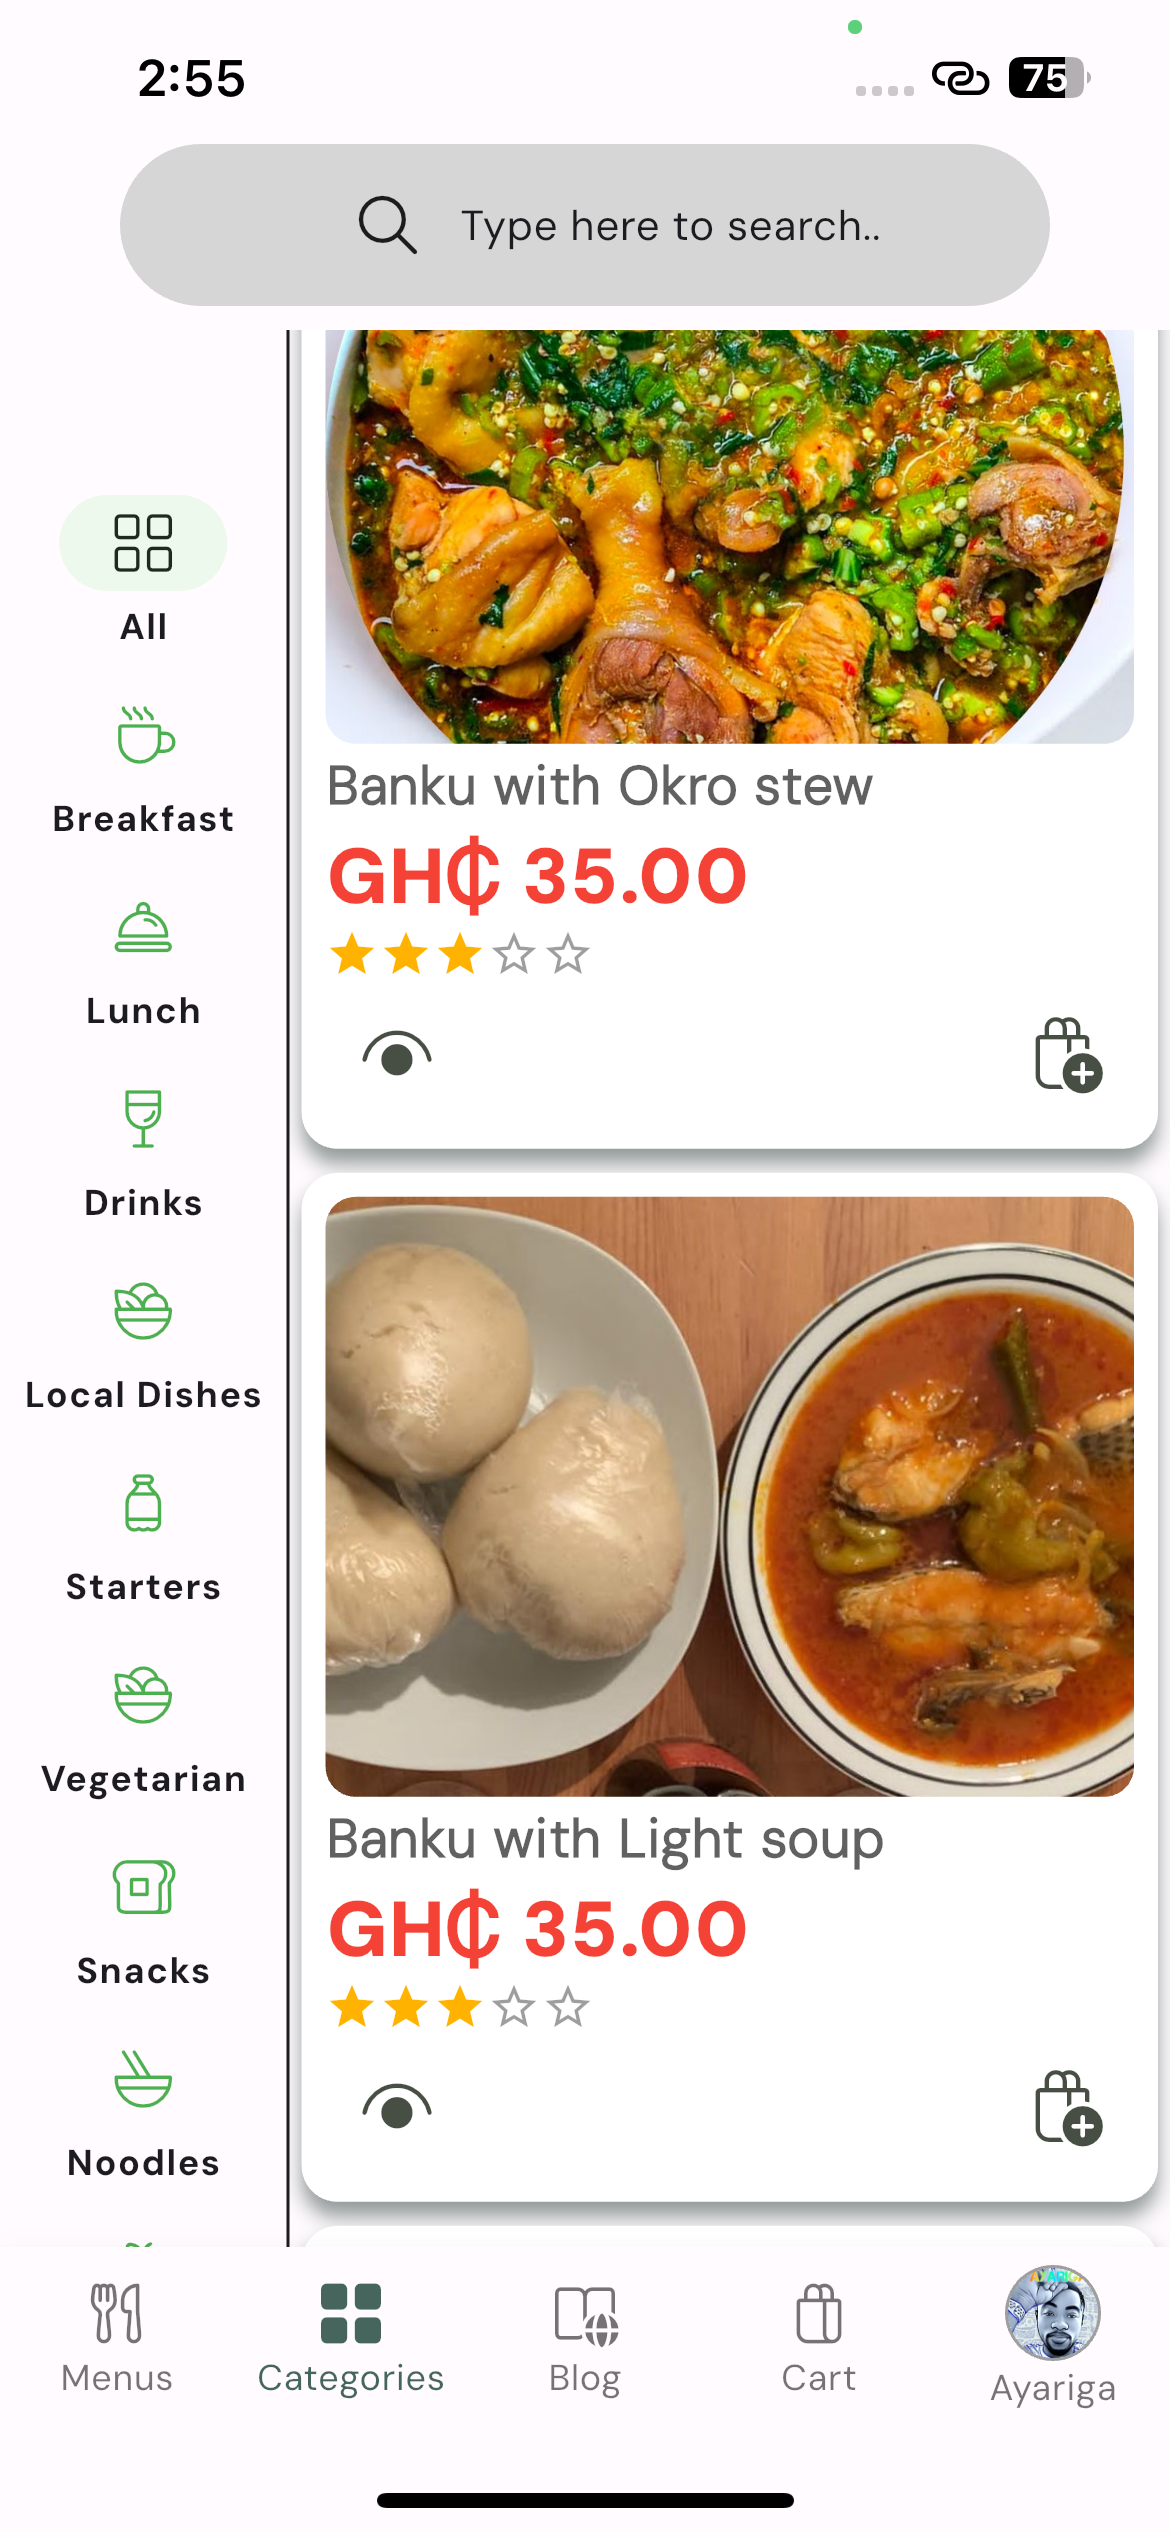 2:55
75
Type here to search..
All
Breakfast
Lunch
Drinks
Local Dishes
Starters
Vegetarian
Snacks
Noodles
Banku with Okro stew
GH₵ 35.00
Banku with Light soup
GH₵ 35.00
Menus
Categories
Blog
Cart
AYARIGA
Ayariga